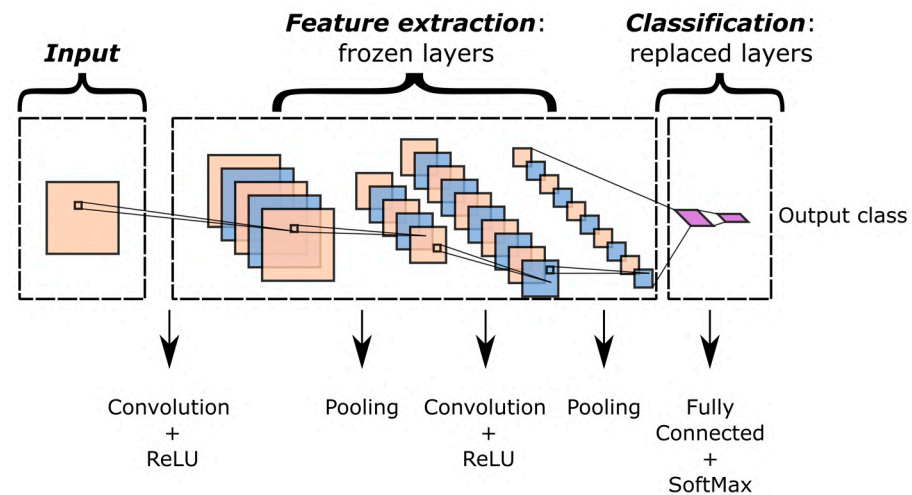 Input
Feature extraction:
frozen layers
Classification:
replaced layers
Output class
Convolution
+
ReLU
Pooling
Convolution
+
ReLU
Pooling
Fully
Connected
+
SoftMax